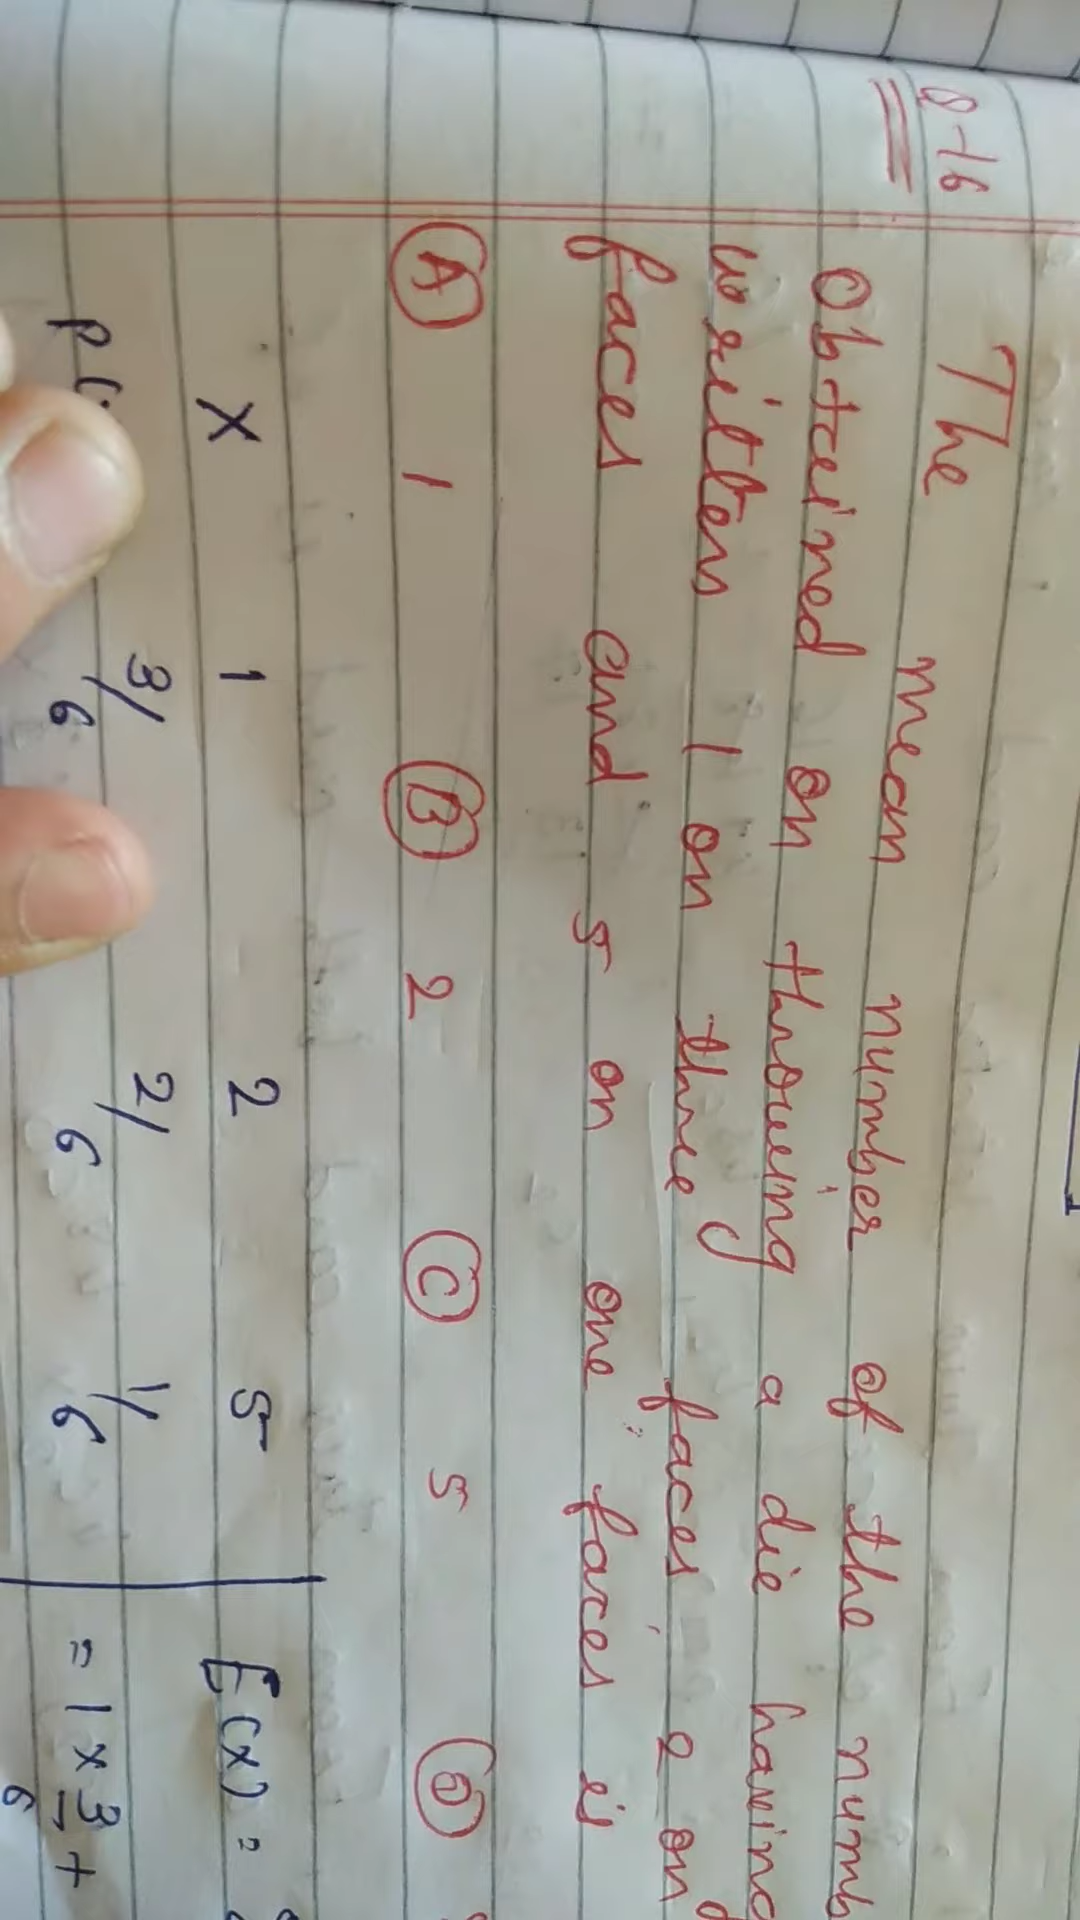 Q-16
The mean number of the numb
obtained on throwing a die having
written 1 on three faces 2 on
faces and 5 on one faces is
(A) 1 (B) 2 (C) 5 (D)
X 1 2 5 E(x) =
P( 3/6 2/6 1/6 = 1 × 3/6 +